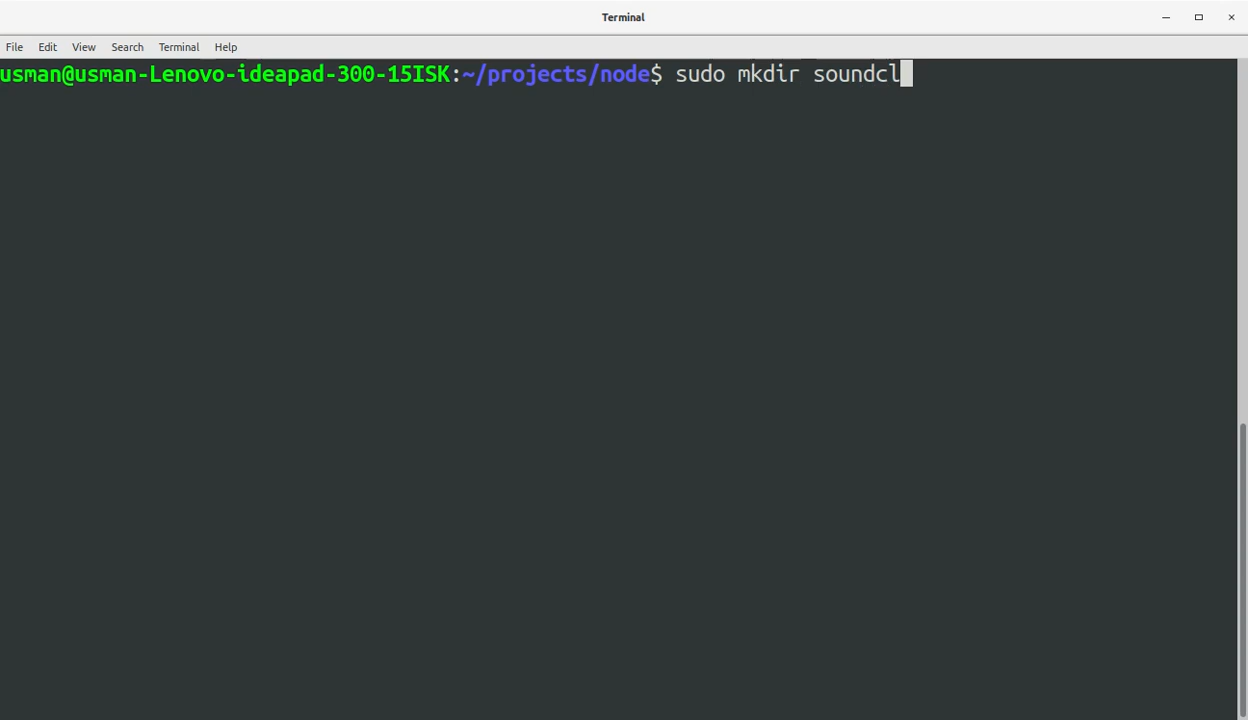 Terminal
File Edit View Search Terminal Help
usman@usman-Lenovo-ideapad-300-15ISK:~/projects/node$ sudo mkdir soundcl